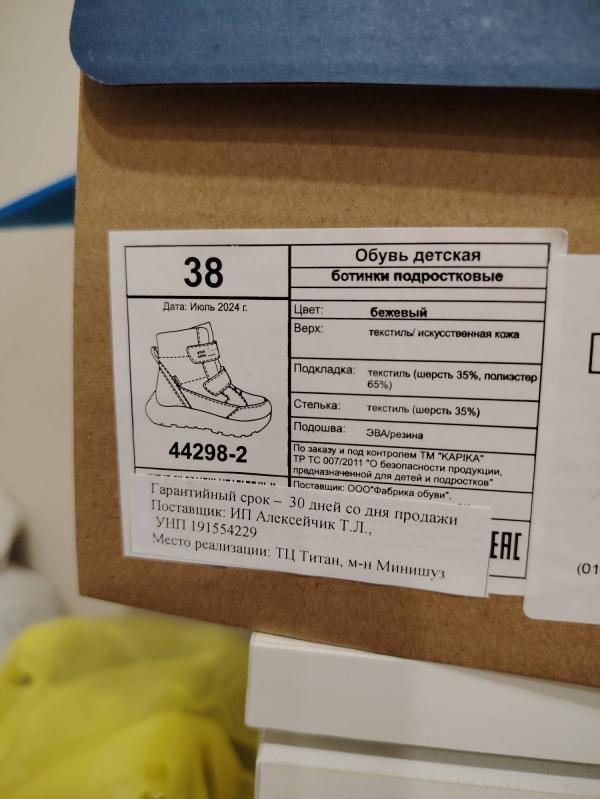 38
Дата: Июль 2024 г.
44298-2
Обувь детская
ботинки подростковые
Цвет: бежевый
Верх: текстиль/ искусственная кожа
Подкладка: текстиль (шерсть 35%, полиэстер
65%)
Стелька: текстиль (шерсть 35%)
Подошва: ЭВА/резина
По заказу и под контролем ТМ "KAPIKA"
ТР ТС 007/2011 "О безопасности продукции,
предназначенной для детей и подростков"
Поставщик: ООО"Фабрика обуви",
Гарантийный срок – 30 дней со дня продажи
Поставщик: ИП Алексейчик Т.Л.,
УНП 191554229
Место реализации: ТЦ Титан, м-н Минишуз
EAC
(01